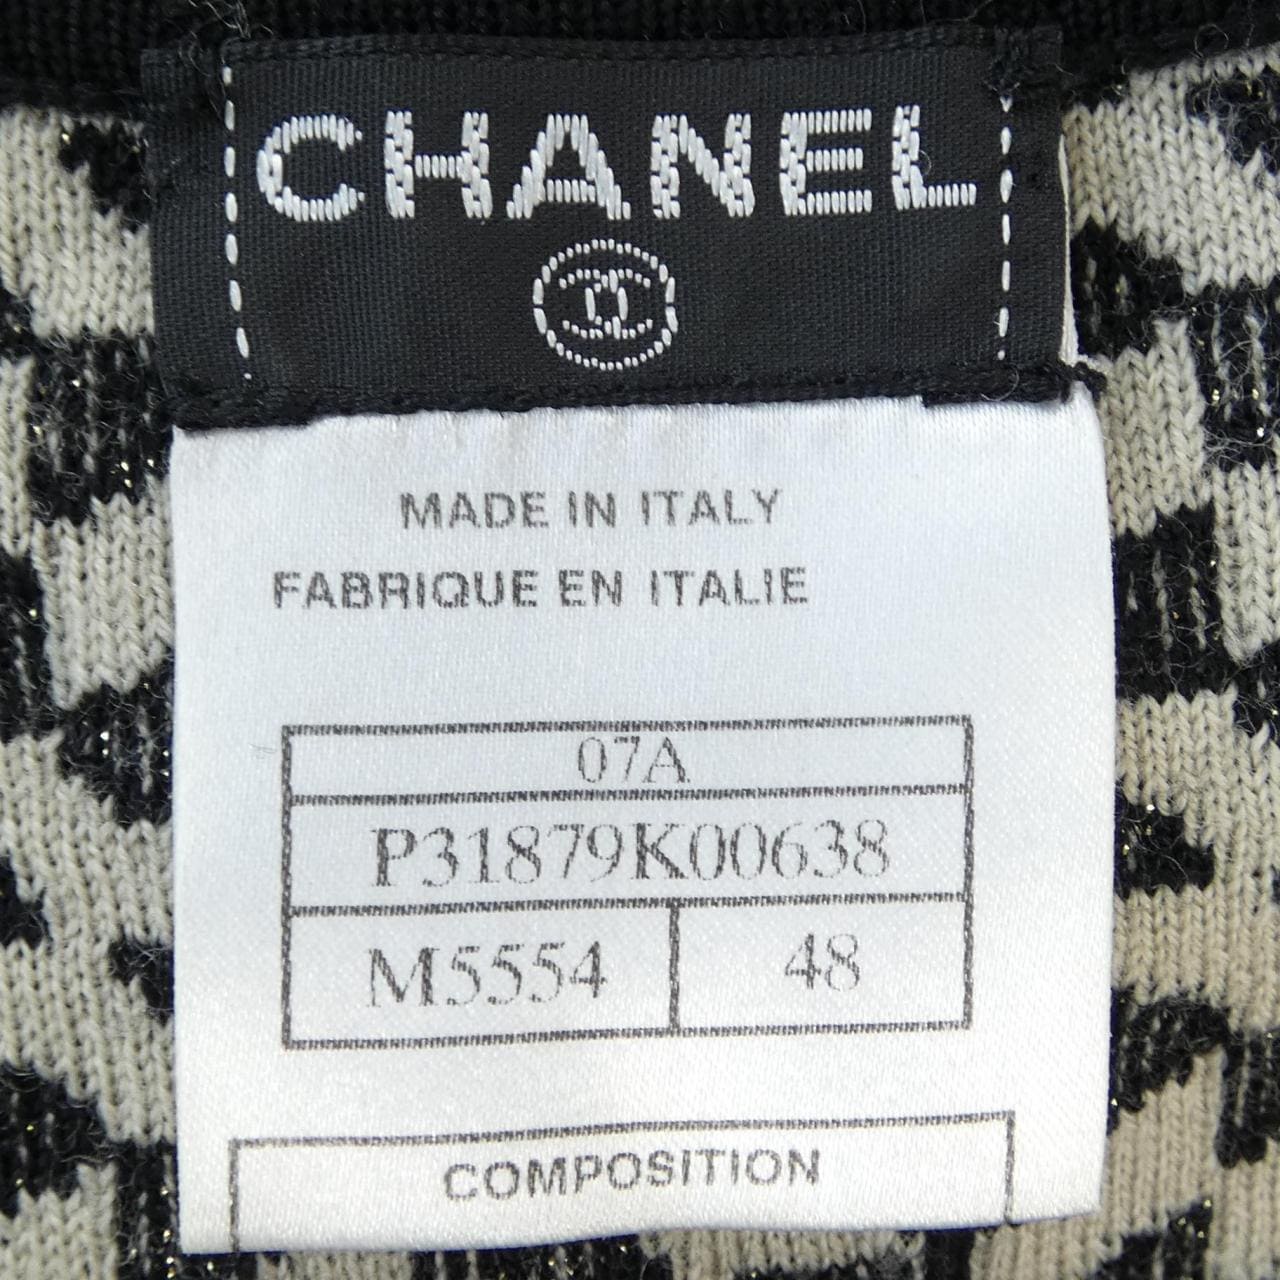 CHANEL
MADE IN ITALY
FABRIQUE EN ITALIE
07A
P31879K00638
M5554 48
COMPOSITION